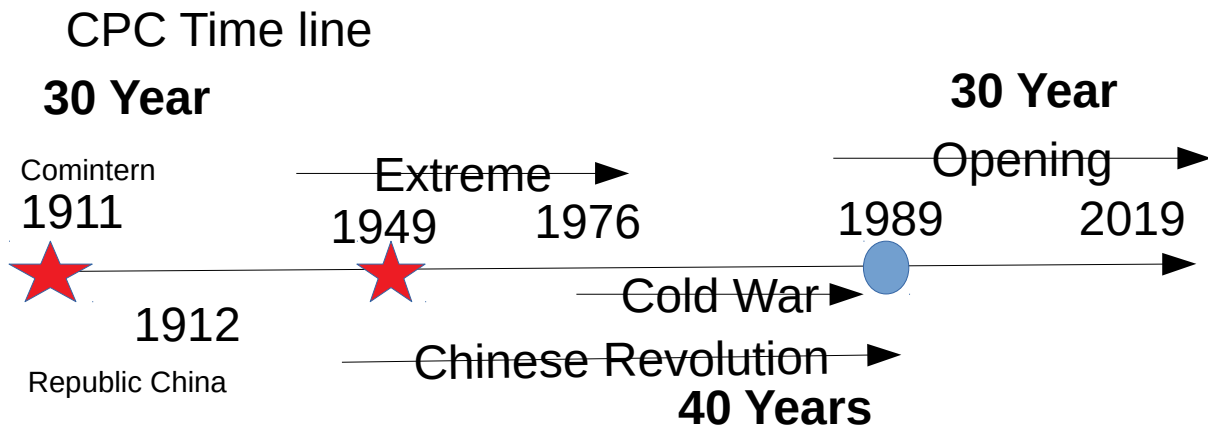 CPC Time line
30 Year
30 Year
Comintern
Extreme
Opening
1911
1949
1976
1989
2019
Cold War
1912
Chinese Revolution
Republic China
40 Years